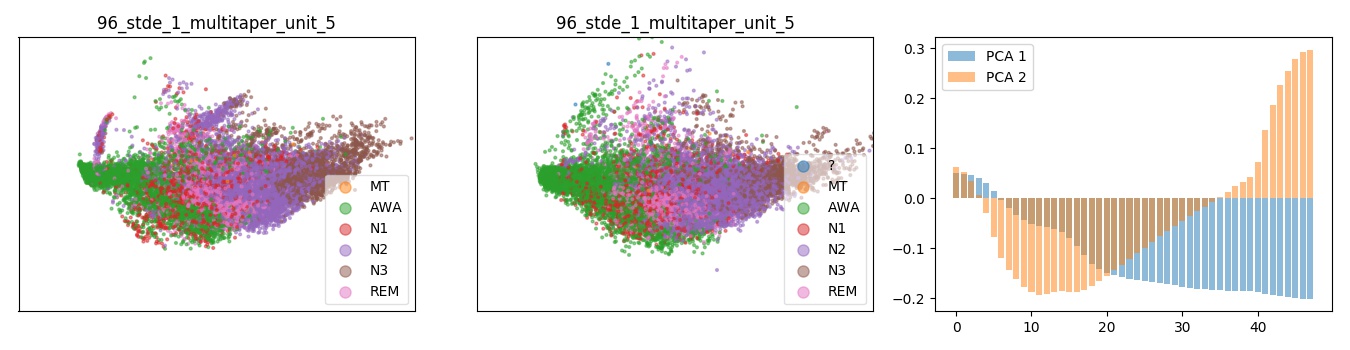 96_stde_1_multitaper_unit_5
MT
AWA
N1
N2
N3
REM
96_stde_1_multitaper_unit_5
?
MT
AWA
N1
N2
N3
REM
PCA 1
PCA 2
0.3
0.2
0.1
0.0
−0.1
−0.2
0
10
20
30
40